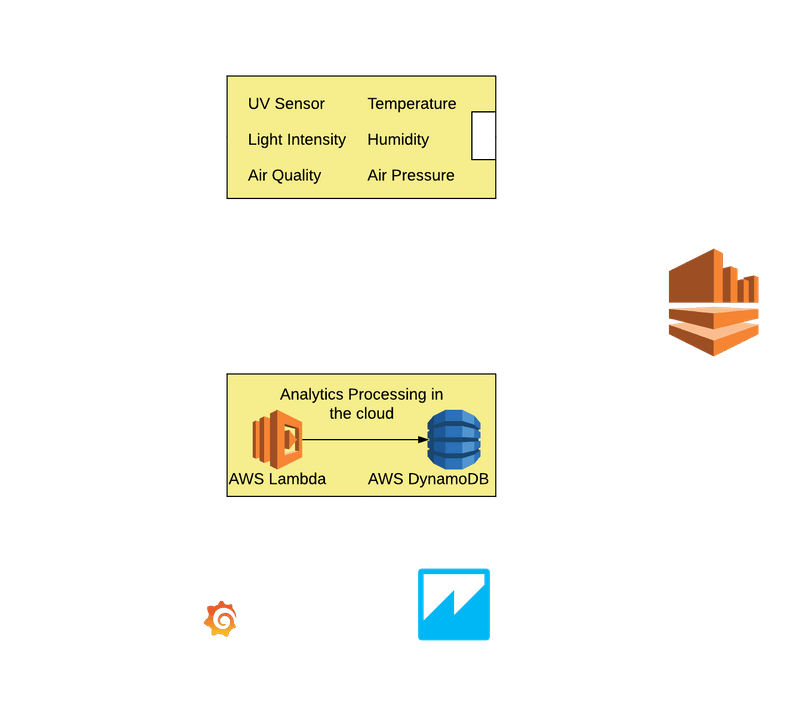 UV Sensor Temperature
Light Intensity Humidity
Air Quality Air Pressure
Analytics Processing in
the cloud
AWS Lambda AWS DynamoDB